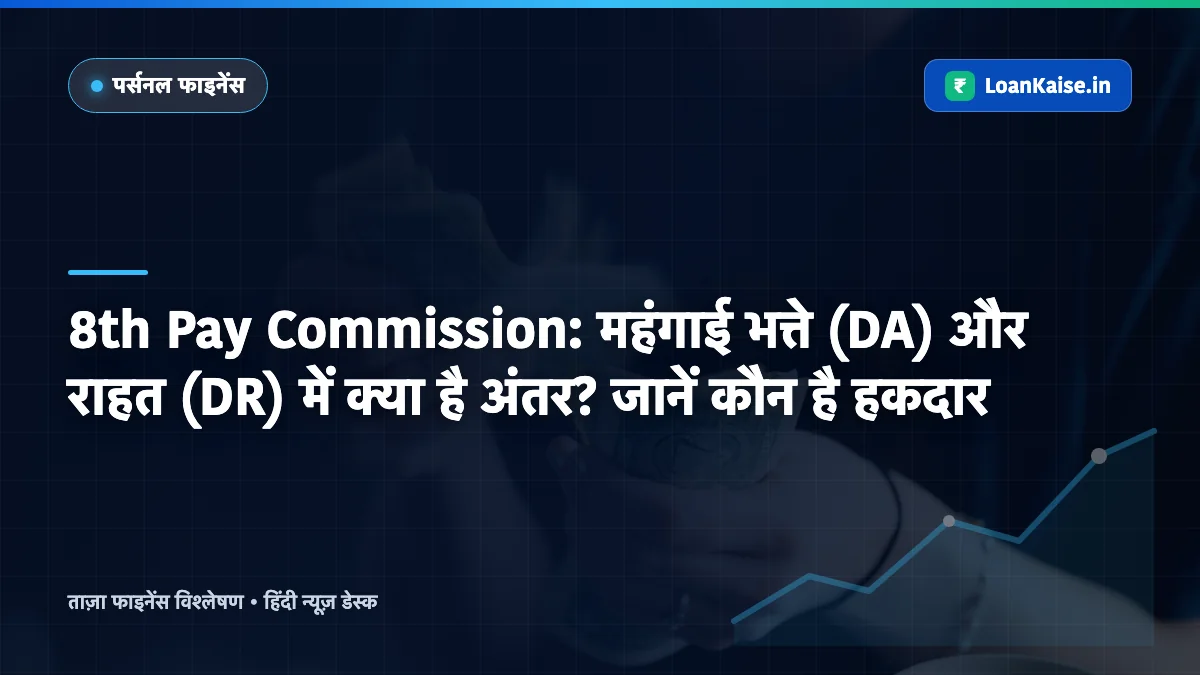 पर्सनल फाइनेंस
₹ LoanKaise.in
8th Pay Commission: महंगाई भत्ते (DA) और
राहत (DR) में क्या है अंतर? जानें कौन है हकदार
ताज़ा फाइनेंस विश्लेषण • हिंदी न्यूज़ डेस्क